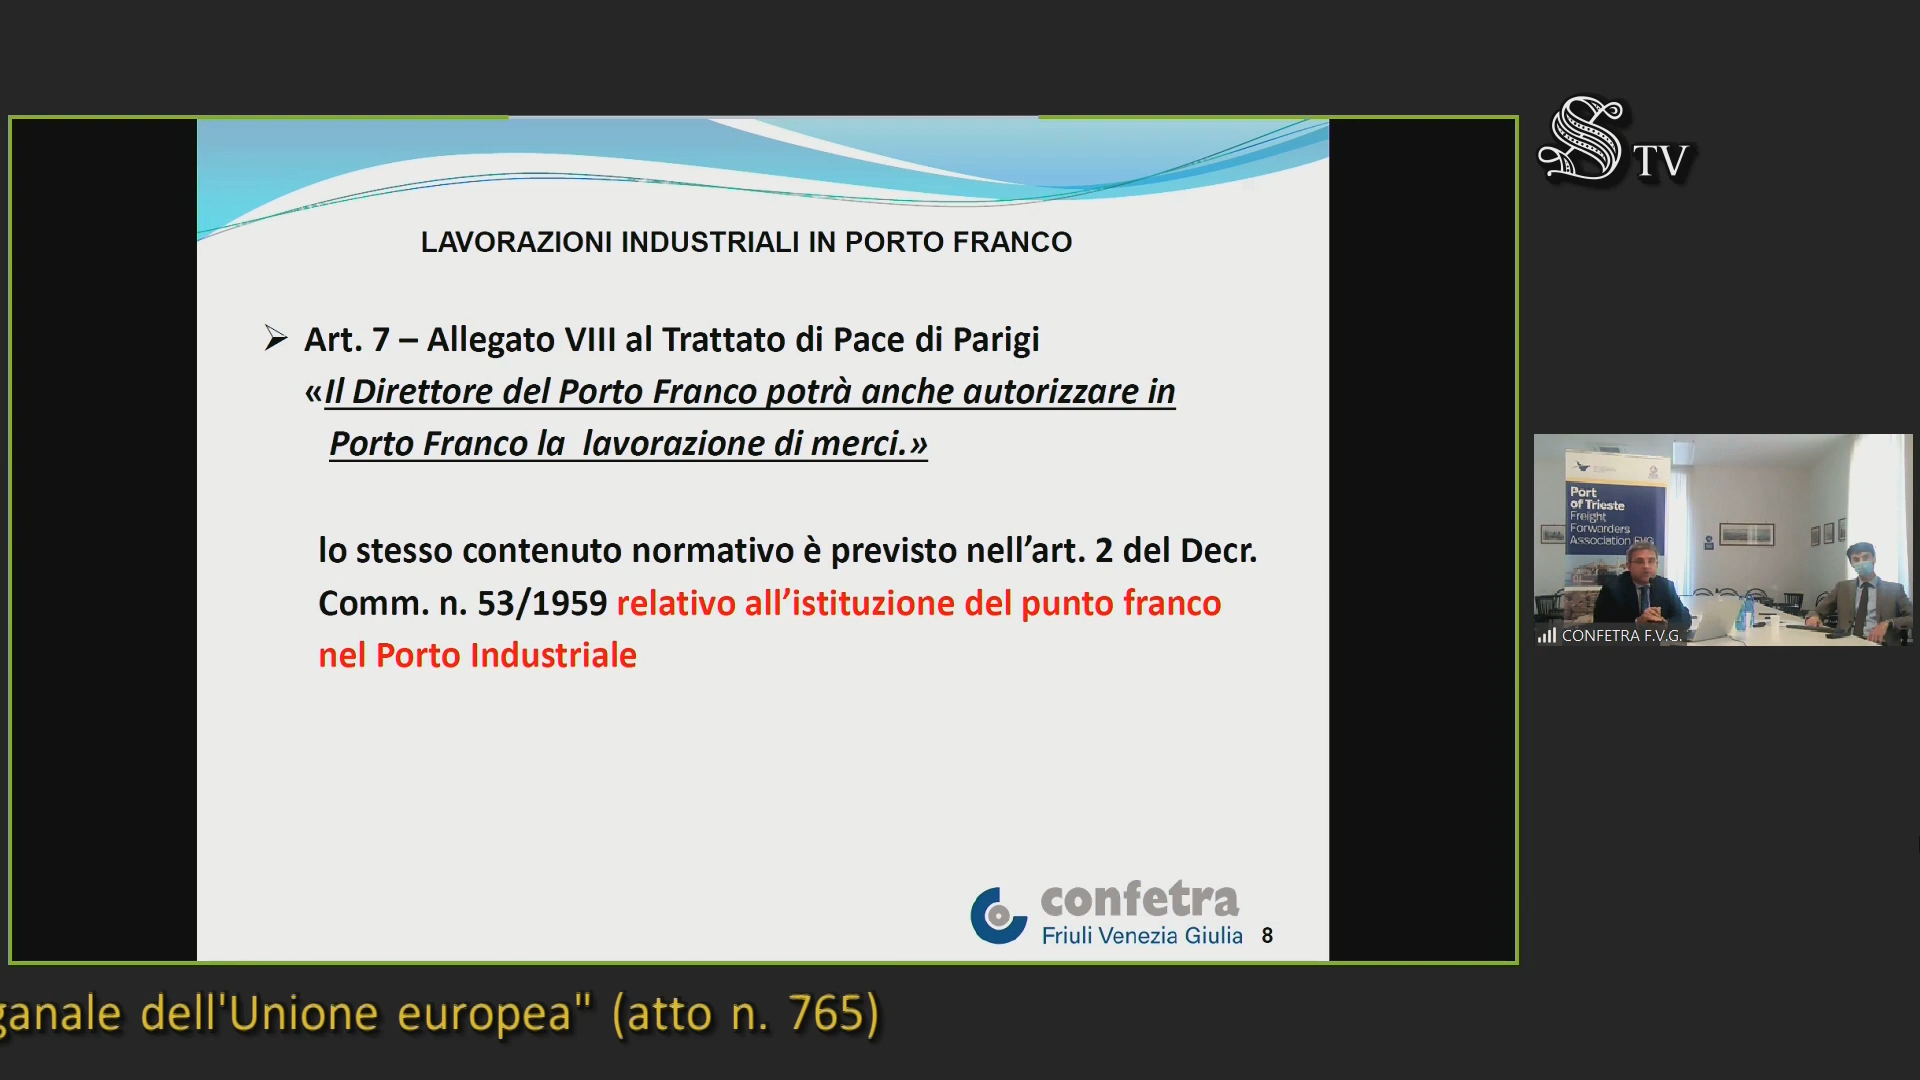 S TV
LAVORAZIONI INDUSTRIALI IN PORTO FRANCO
➢ Art. 7 – Allegato VIII al Trattato di Pace di Parigi
«Il Direttore del Porto Franco potrà anche autorizzare in
Porto Franco la lavorazione di merci.»
lo stesso contenuto normativo è previsto nell’art. 2 del Decr.
Comm. n. 53/1959 relativo all’istituzione del punto franco
nel Porto Industriale
confetra
Friuli Venezia Giulia 8
Port
of Trieste
Freight
Forwarders
Association FVG
CONFETRA F.V.G.
ganale dell'Unione europea" (atto n. 765)